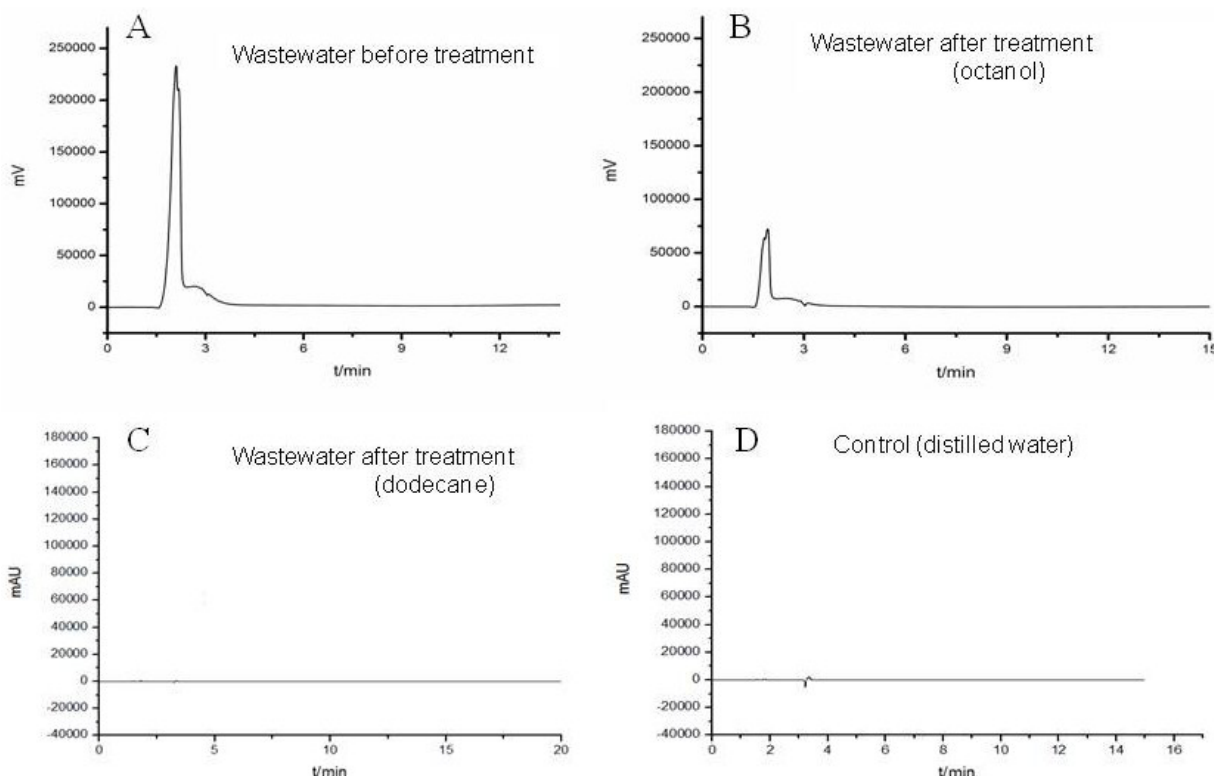 A
Wastewater before treatment
250000
200000
150000
100000
50000
0
mV
0 3 6 9 12
t/min
B
Wastewater after treatment
(octanol)
250000
200000
150000
100000
50000
0
mV
0 3 6 9 12 15
t/min
C
Wastewater after treatment
(dodecane)
180000
160000
140000
120000
100000
80000
60000
40000
20000
0
-20000
-40000
mAU
0 5 10 15 20
t/min
D
Control (distilled water)
180000
160000
140000
120000
100000
80000
60000
40000
20000
0
-20000
-40000
mAU
0 2 4 6 8 10 12 14 16
t/min